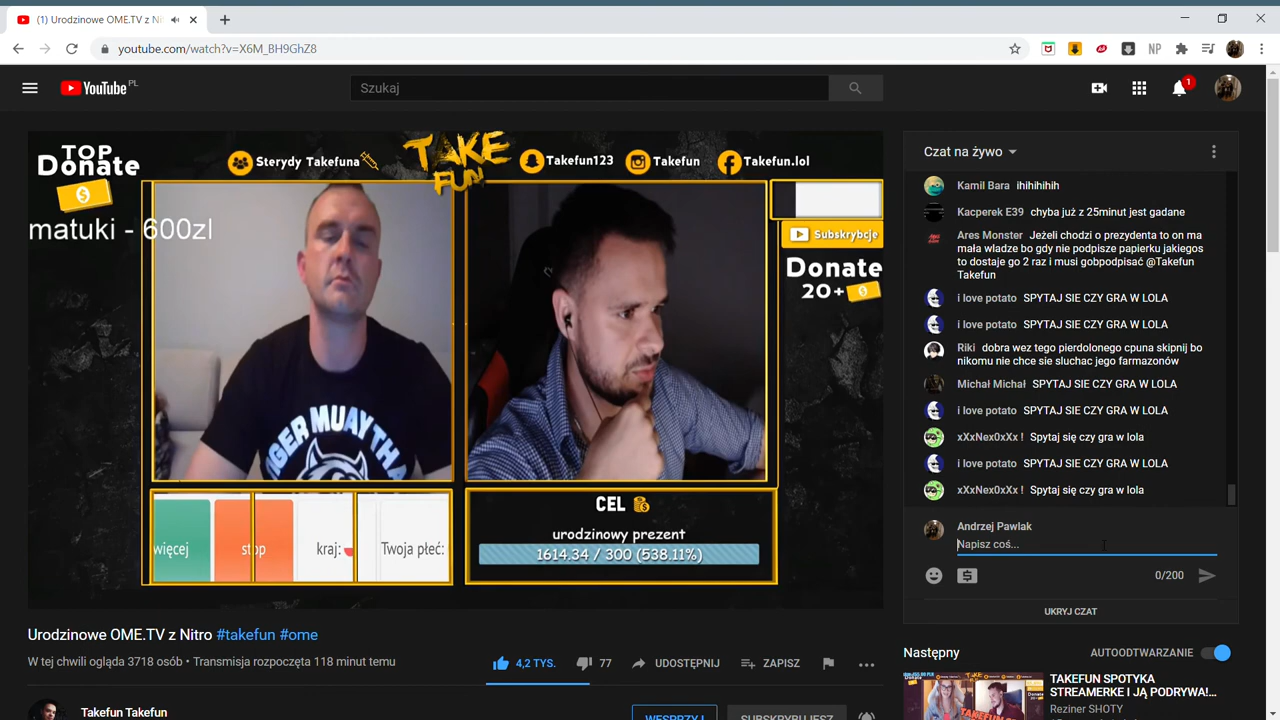 (1) Urodzinowe OME.TV z Ni
youtube.com/watch?v=X6M_BH9GhZ8
NP
YouTube PL
Szukaj
1
TOP
Donate
matuki - 600zl
Sterydy Takefuna
TAKE
FUN
Takefun123
Takefun
Takefun.lol
Subskrybcje
Donate
20+
TIGER MUAY THA
więcej
stop
kraj:
Twoja płeć:
CEL
urodzinowy prezent
1614.34 / 300 (538.11%)
Urodzinowe OME.TV z Nitro #takefun #ome
W tej chwili ogląda 3718 osób • Transmisja rozpoczęta 118 minut temu
4,2 TYS.
77
UDOSTĘPNIJ
ZAPISZ
Takefun Takefun
WESPRZYJ
SUBSKRYBUJESZ
Czat na żywo
Kamil Bara ihihihihih
Kacperek E39 chyba już z 25minut jest gadane
Ares Monster Jeżeli chodzi o prezydenta to on ma
mała wladze bo gdy nie podpisze papierku jakiegos
to dostaje go 2 raz i musi gobpodpisać @Takefun
Takefun
i love potato SPYTAJ SIE CZY GRA W LOLA
i love potato SPYTAJ SIE CZY GRA W LOLA
Riki dobra wez tego pierdolonego cpuna skipnij bo
nikomu nie chce sie sluchac jego farmazonów
Michał Michał SPYTAJ SIE CZY GRA W LOLA
i love potato SPYTAJ SIE CZY GRA W LOLA
xXxNex0xXx ! Spytaj się czy gra w lola
i love potato SPYTAJ SIE CZY GRA W LOLA
xXxNex0xXx ! Spytaj się czy gra w lola
Andrzej Pawlak
Napisz coś...
0/200
UKRYJ CZAT
Następny
AUTOODTWARZANIE
TAKEFUN SPOTYKA
STREAMERKE I JĄ PODRYWA!...
Reziner SHOTY